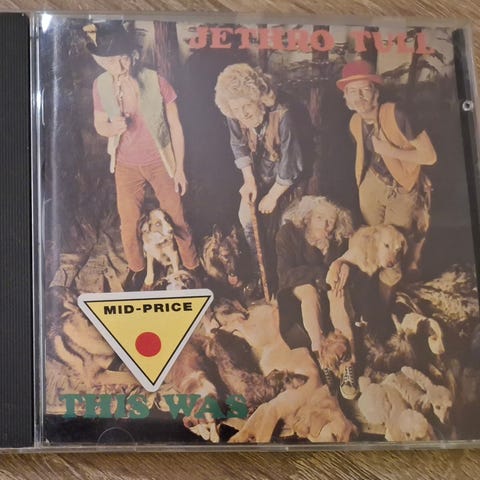 JETHRO TULL
MID-PRICE
THIS WAS